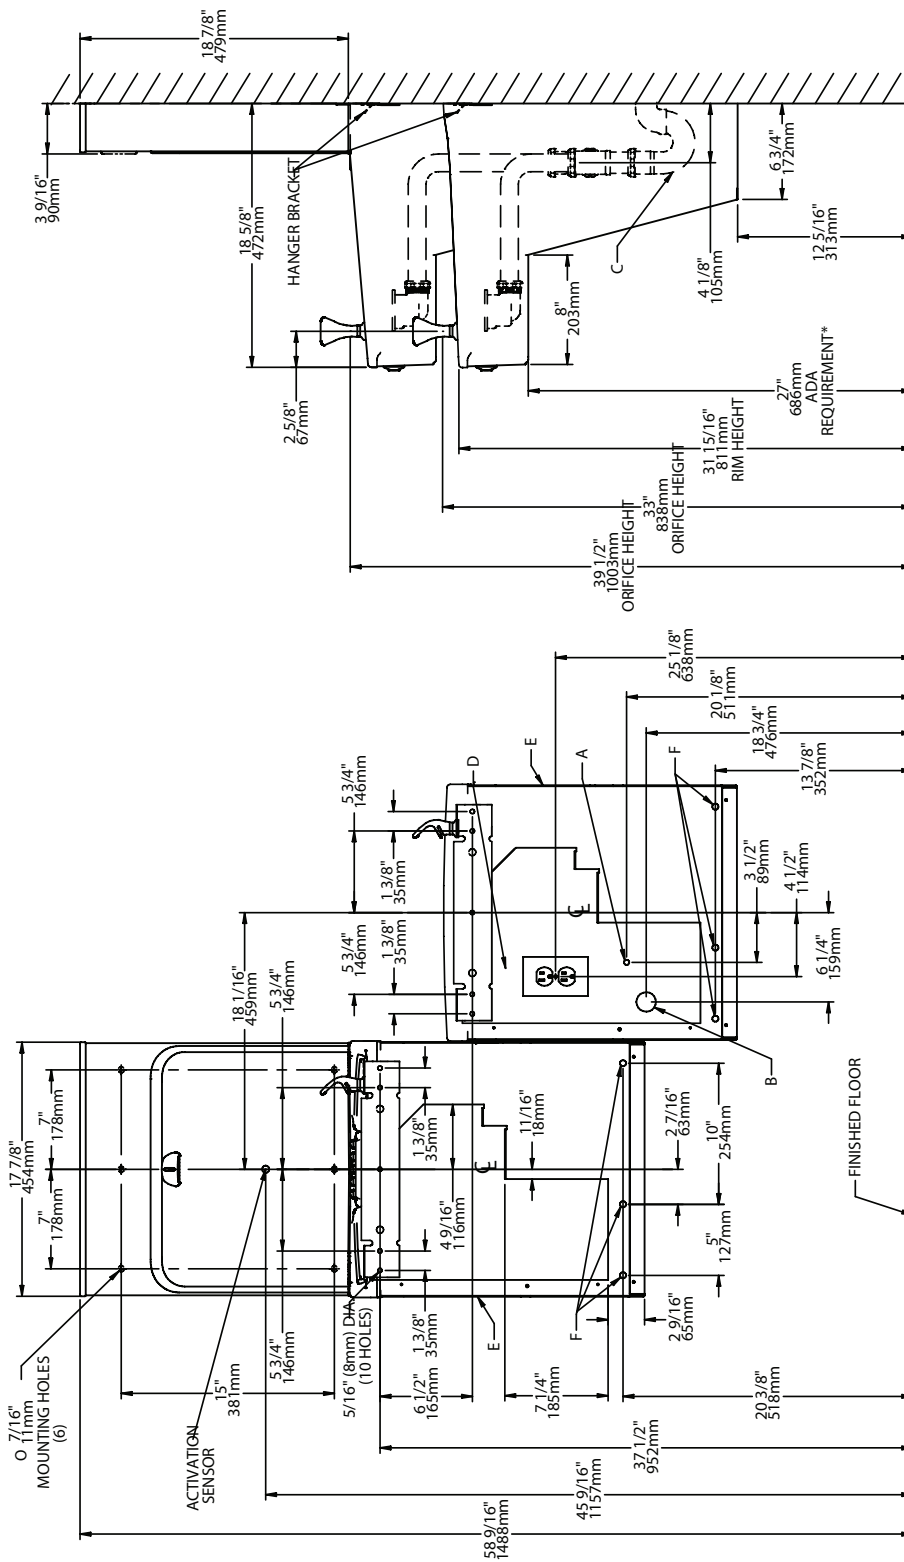 18 7/8"
479mm
3 9/16"
90mm
18 5/8"
472mm
HANGER BRACKET
2 5/8"
67mm
8"
203mm
C
4 1/8"
105mm
6 3/4"
172mm
12 5/16"
313mm
27"
686mm
ADA
REQUIREMENT*
31 15/16"
811mm
RIM HEIGHT
33"
838mm
ORIFICE HEIGHT
39 1/2"
1003mm
ORIFICE HEIGHT
25 1/8"
638mm
20 1/8"
511mm
18 3/4"
476mm
13 7/8"
352mm
D
E
A
F
5 3/4"
146mm
1 3/8"
35mm
5 3/4"
146mm
1 3/8"
35mm
3 1/2"
89mm
4 1/2"
114mm
6 1/4"
159mm
CL
B
18 1/16"
459mm
5 3/4"
146mm
17 7/8"
454mm
7"
178mm
7"
178mm
O 7/16"
11mm
MOUNTING HOLES
(6)
15"
381mm
ACTIVATION
SENSOR
5 3/4"
146mm
5/16" (8mm) DIA.
(10 HOLES)
1 3/8"
35mm
4 9/16"
116mm
11/16"
18mm
CL
1 3/8"
35mm
6 1/2"
165mm
E
7 1/4"
185mm
F
2 7/16"
63mm
10"
254mm
5"
127mm
2 9/16"
65mm
20 3/8"
518mm
37 1/2"
952mm
45 9/16"
1157mm
58 9/16"
1488mm
FINISHED FLOOR